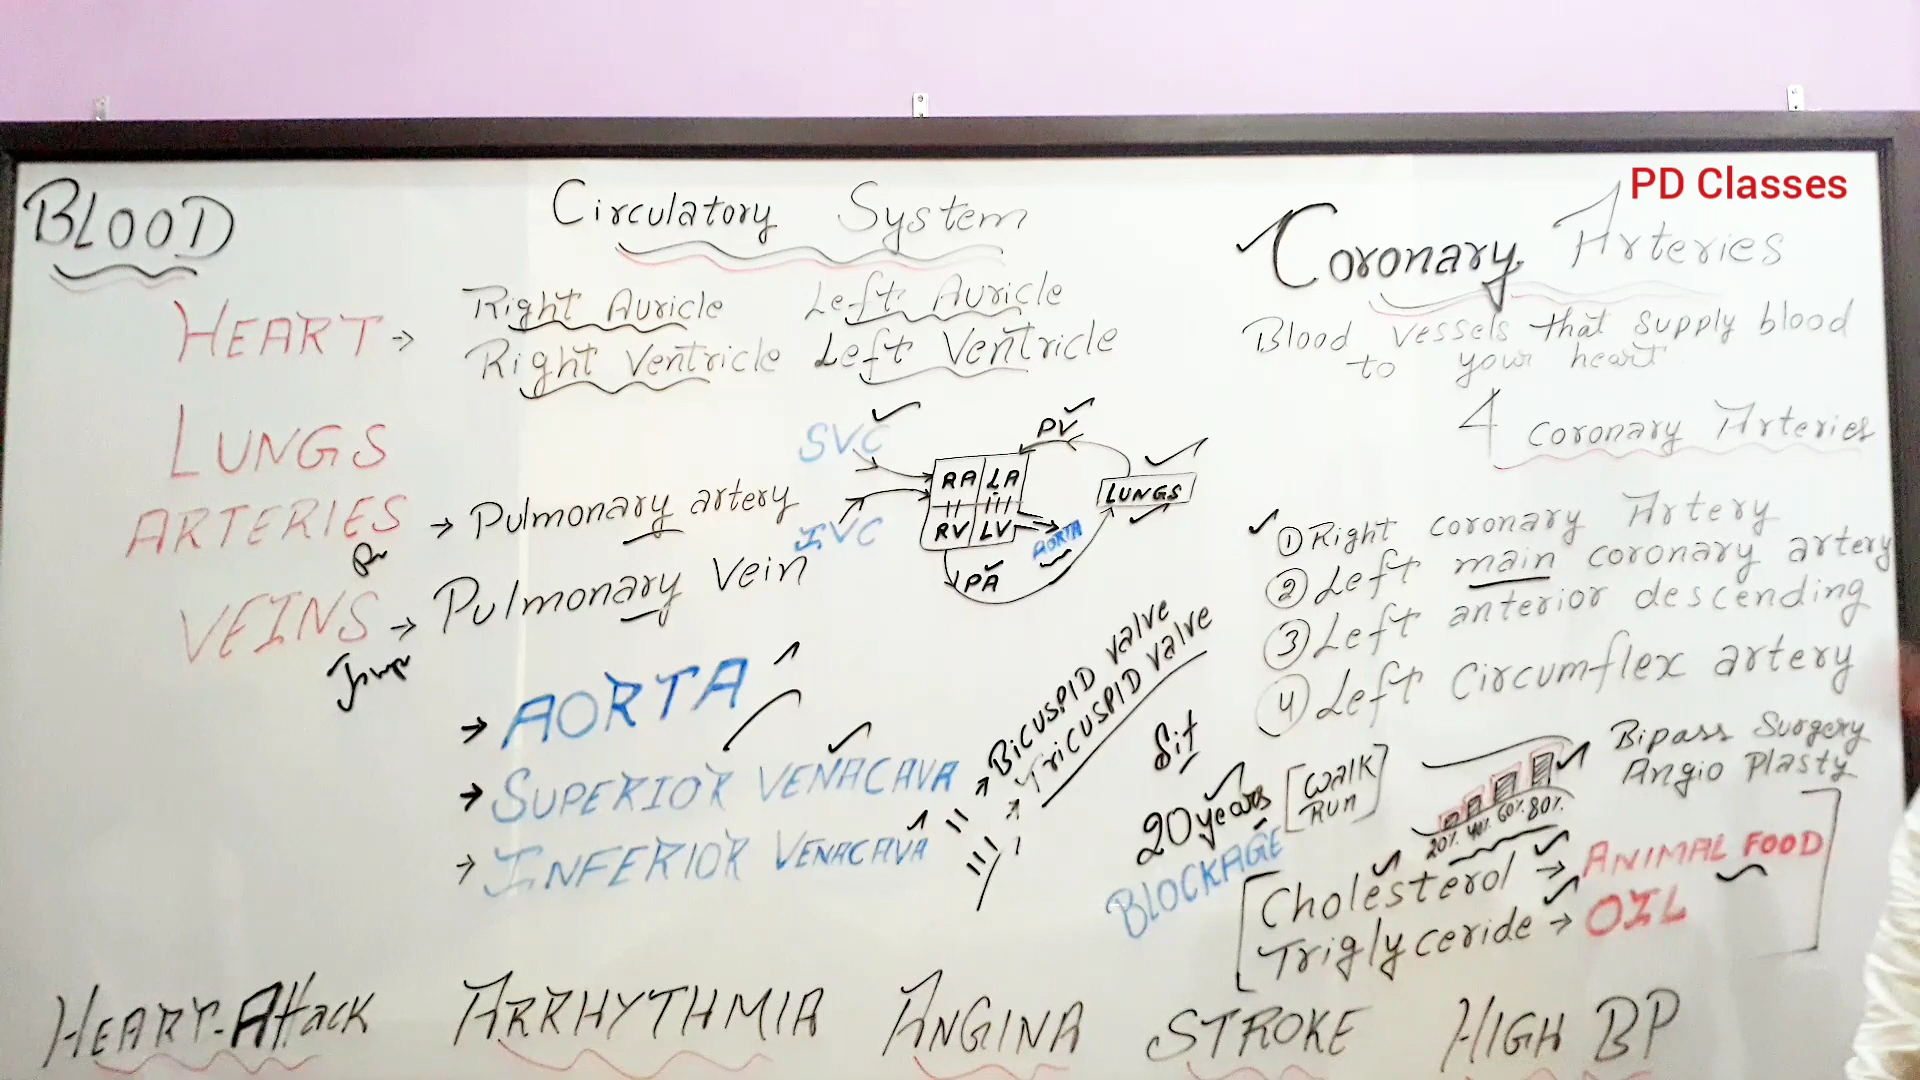 PD Classes
BLOOD
Circulatory System
Coronary Arteries
HEART → Right Auricle Left Auricle
Right Ventricle Left Ventricle
Blood vessels that supply blood
to your heart
LUNGS
4 coronary Arteries
ARTERIES → Pulmonary artery
VEINS → Pulmonary Vein
SVC
IVC
PV
RA LA
RV LV
LUNGS
AORTA
PA
① Right coronary Artery
② Left main coronary artery
③ Left anterior descending
④ Left Circumflex artery
→ AORTA
→ SUPERIOR VENACAVA
→ INFERIOR VENACAVA
BICUSPID valve
TricUSPID valve
Sit
20 years
[Walk
RUN]
BLOCKAGE
Bipass Surgery
Angio Plasty
20% 40% 60% 80%
Cholesterol → ANIMAL FOOD
Triglyceride → OIL
HEART-Attack ARRHYTHMIA ANGINA STROKE HIGH BP